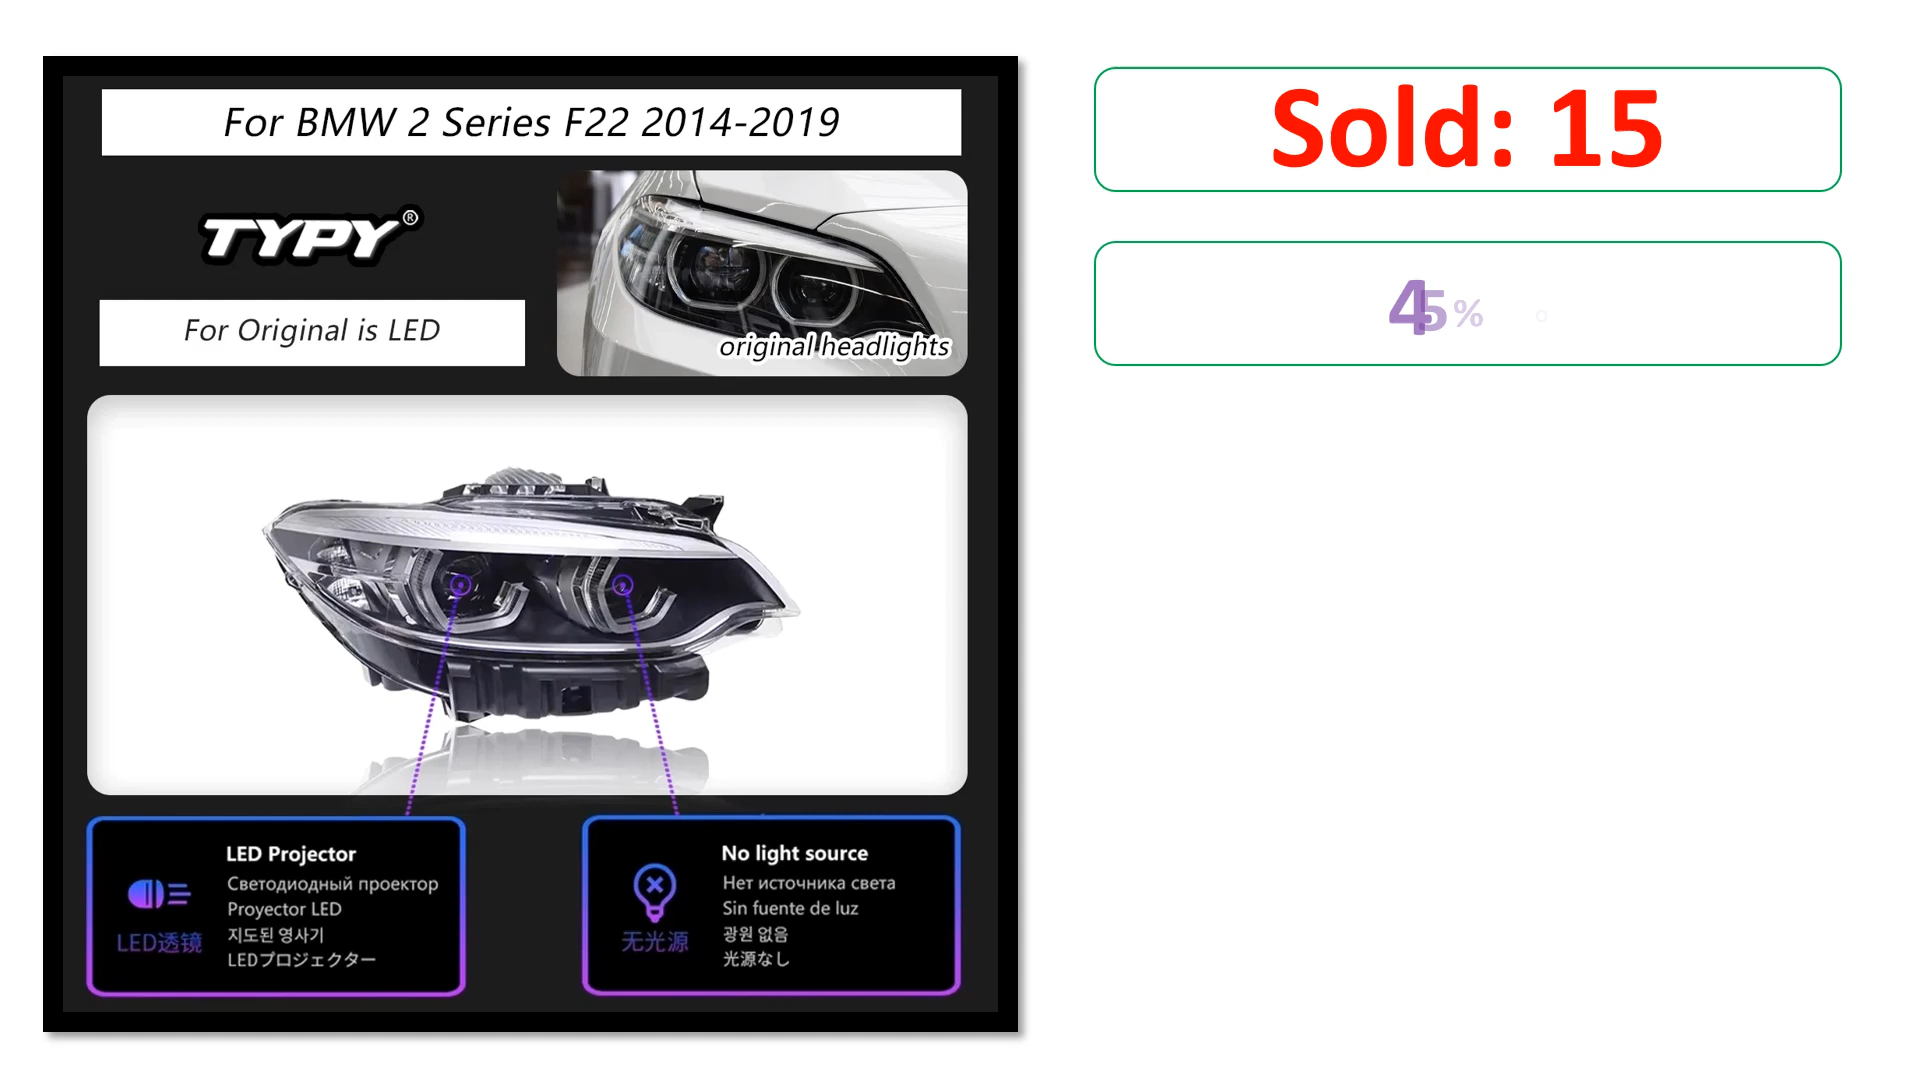 For BMW 2 Series F22 2014-2019
TYPY®
For Original is LED
original headlights
LED Projector
Светодиодный проектор
Proyector LED
지도된 영사기
LEDプロジェクター
LED透镜
No light source
Нет источника света
Sin fuente de luz
광원 없음
光源なし
无光源
Sold: 15
45%